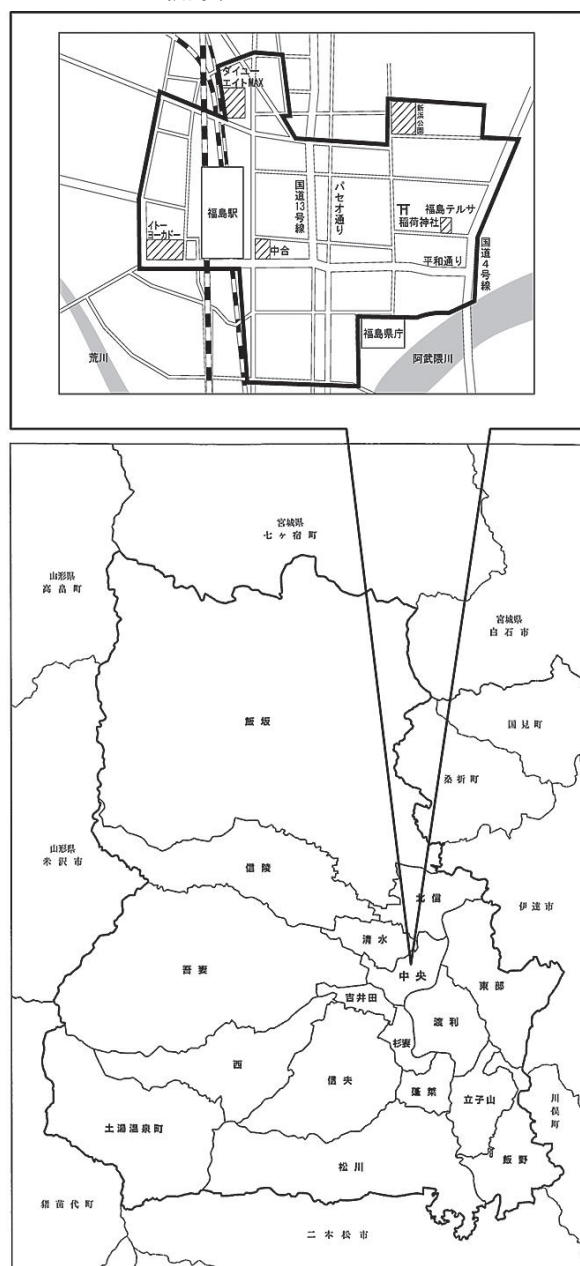 ダイユー
エイトMAX
新浜公園
福島駅
国道13号線
パセオ通り
福島テルサ
稲荷神社
イトー
ヨーカドー
中合
平和通り
国道4号線
福島県庁
荒川
阿武隈川
宮城県
七ヶ宿町
山形県
高畠町
宮城県
白石市
国見町
飯坂
桑折町
山形県
米沢市
信陵
北信
伊達市
清水
吾妻
中央
東部
吉井田
渡利
杉妻
西
信央
蓬莱
立子山
川俣町
土湯温泉町
松川
飯野
猪苗代町
二本松市